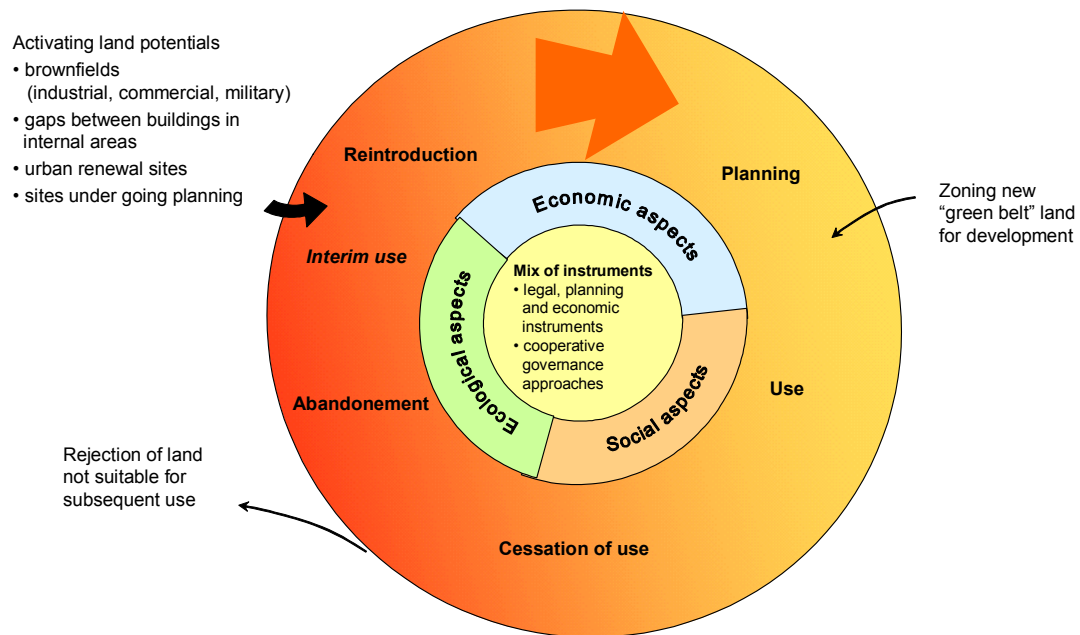 Activating land potentials
• brownfields
(industrial, commercial, military)
• gaps between buildings in
internal areas
• urban renewal sites
• sites under going planning
Reintroduction
Planning
Zoning new
“green belt” land
for development
Interim use
Economic aspects
Ecological aspects
Social aspects
Mix of instruments
• legal, planning
and economic
instruments
• cooperative
governance
approaches
Abandonement
Use
Rejection of land
not suitable for
subsequent use
Cessation of use